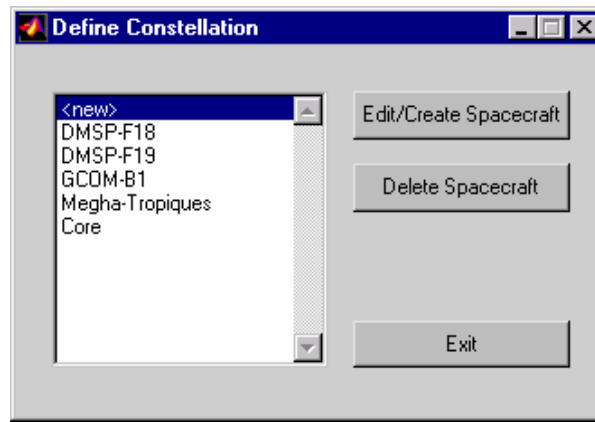 Define Constellation
<new>
DMSP-F18
DMSP-F19
GCOM-B1
Megha-Tropiques
Core
Edit/Create Spacecraft
Delete Spacecraft
Exit